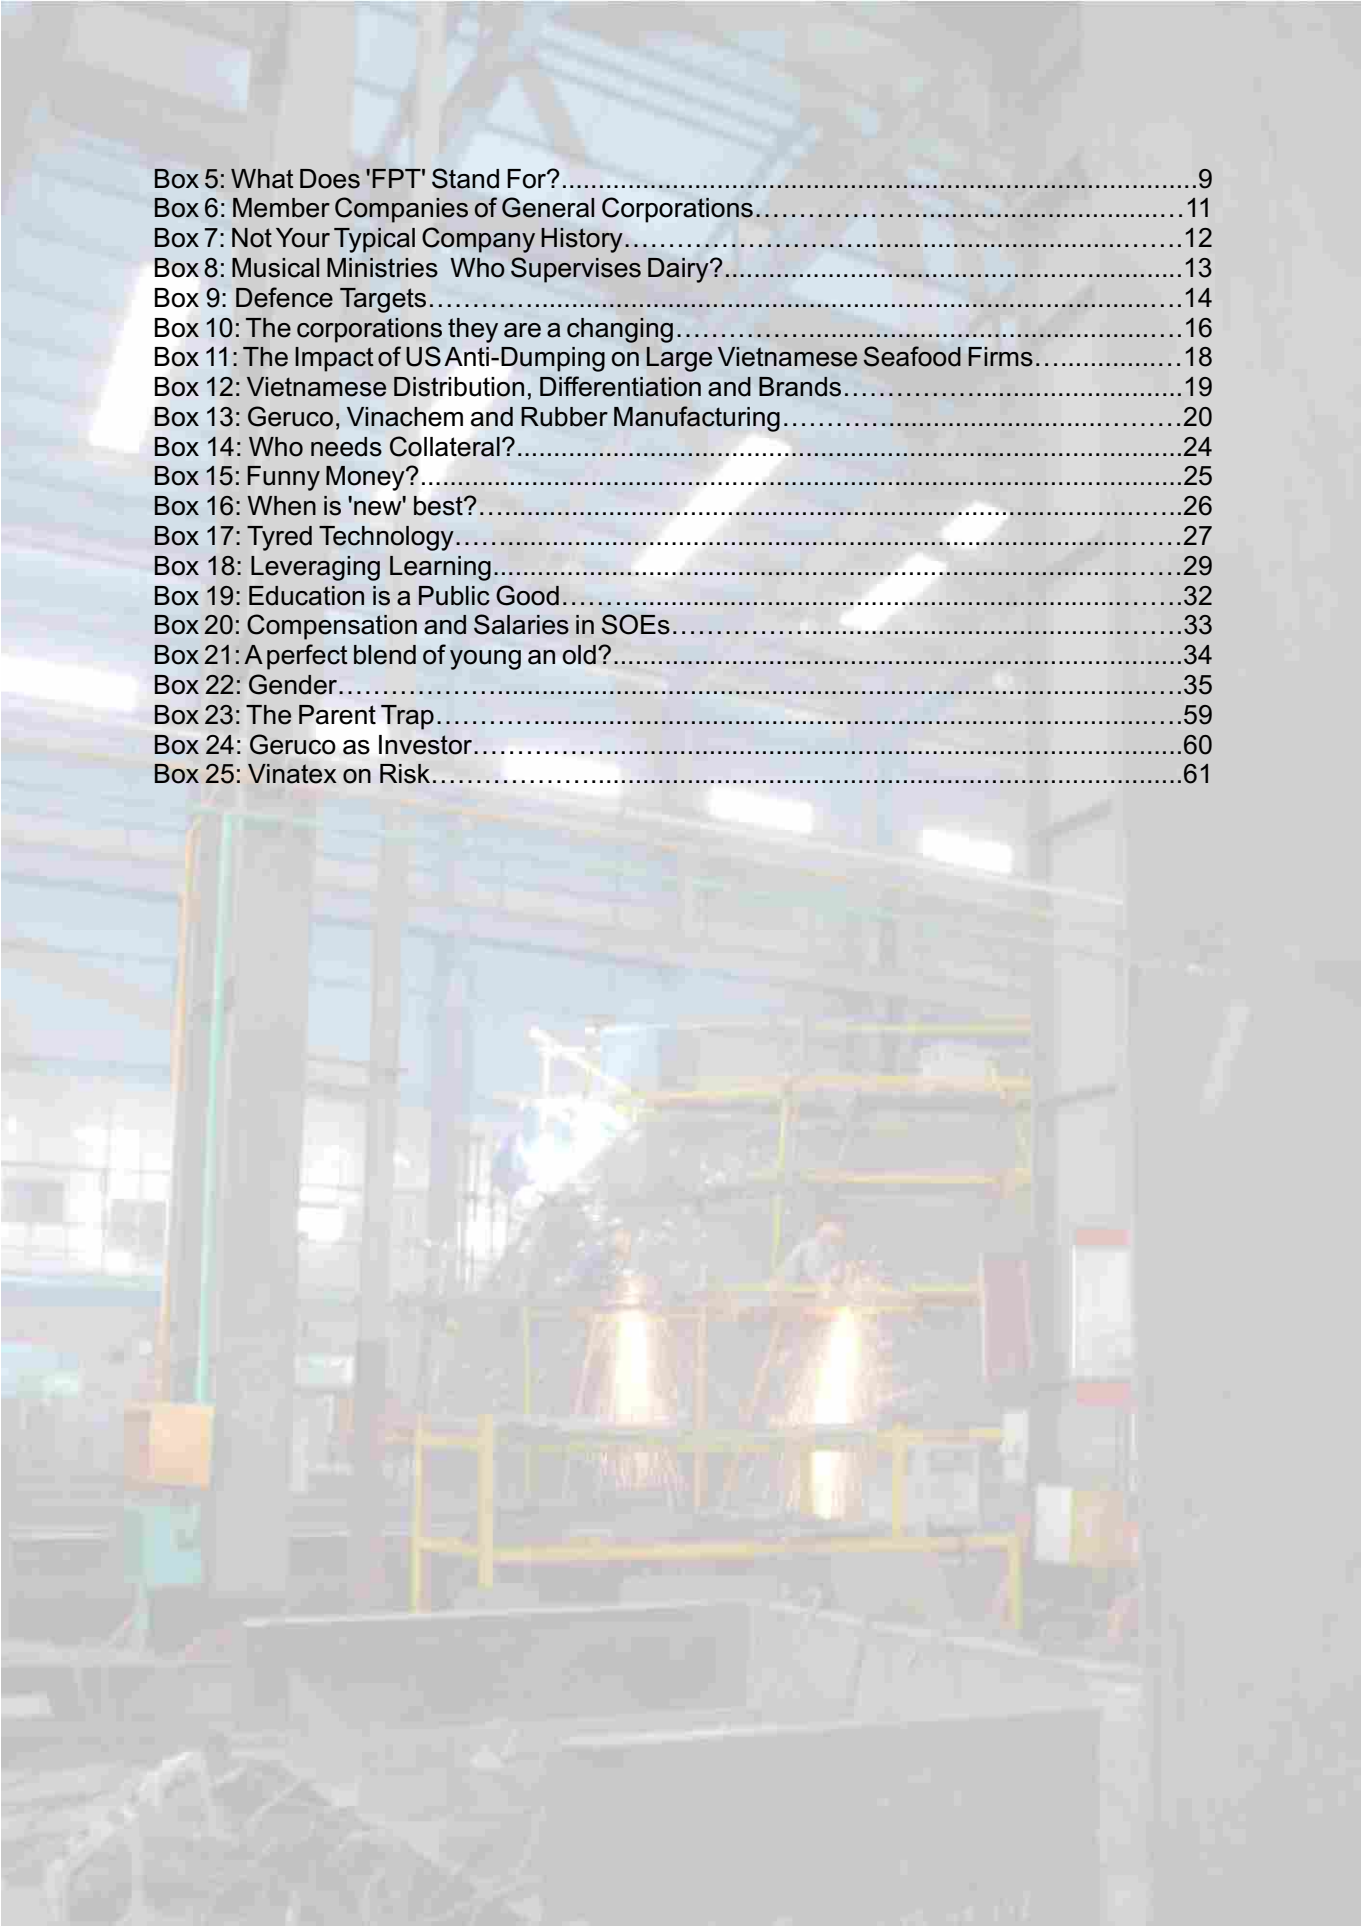 Box 5: What Does 'FPT' Stand For?..........9
Box 6: Member Companies of General Corporations..........11
Box 7: Not Your Typical Company History..........12
Box 8: Musical Ministries  Who Supervises Dairy?..........13
Box 9: Defence Targets..........14
Box 10: The corporations they are a changing..........16
Box 11: The Impact of US Anti-Dumping on Large Vietnamese Seafood Firms..........18
Box 12: Vietnamese Distribution, Differentiation and Brands..........19
Box 13: Geruco, Vinachem and Rubber Manufacturing..........20
Box 14: Who needs Collateral?..........24
Box 15: Funny Money?..........25
Box 16: When is 'new' best?..........26
Box 17: Tyred Technology..........27
Box 18: Leveraging Learning..........29
Box 19: Education is a Public Good..........32
Box 20: Compensation and Salaries in SOEs..........33
Box 21: A perfect blend of young an old?..........34
Box 22: Gender..........35
Box 23: The Parent Trap..........59
Box 24: Geruco as Investor..........60
Box 25: Vinatex on Risk..........61